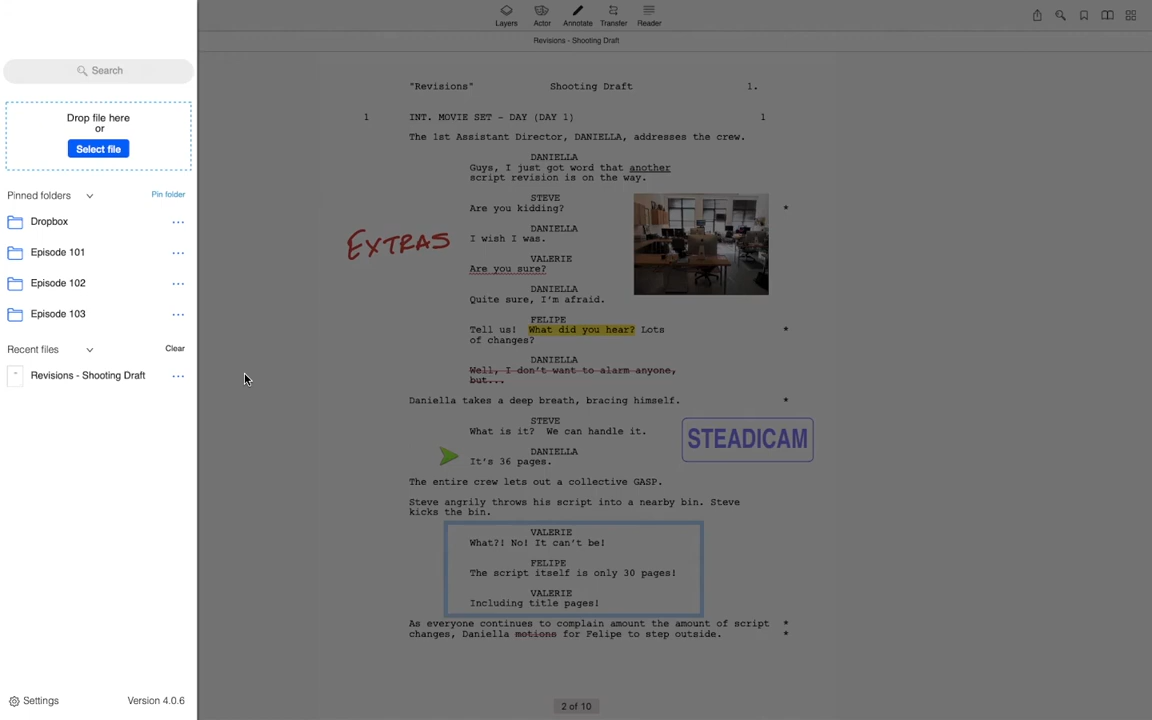 Layers
Actor
Annotate
Transfer
Reader
Revisions - Shooting Draft
Search
Drop file here
or
Select file
Pinned folders
Pin folder
Dropbox
Episode 101
Episode 102
Episode 103
Recent files
Clear
Revisions - Shooting Draft
Settings
Version 4.0.6
"Revisions" Shooting Draft 1.
1 INT. MOVIE SET - DAY (DAY 1) 1
The 1st Assistant Director, DANIELLA, addresses the crew.
DANIELLA
Guys, I just got word that another
script revision is on the way.
STEVE
Are you kidding? *
DANIELLA
I wish I was.
EXTRAS
VALERIE
Are you sure?
DANIELLA
Quite sure, I'm afraid.
FELIPE
Tell us! What did you hear? Lots *
of changes?
DANIELLA
Well, I don't want to alarm anyone,
but...
Daniella takes a deep breath, bracing himself. *
STEVE
What is it? We can handle it.
STEADICAM
DANIELLA
It's 36 pages.
The entire crew lets out a collective GASP.
Steve angrily throws his script into a nearby bin. Steve
kicks the bin.
VALERIE
What?! No! It can't be!
FELIPE
The script itself is only 30 pages!
VALERIE
Including title pages!
As everyone continues to complain amount the amount of script *
changes, Daniella motions for Felipe to step outside. *
2 of 10